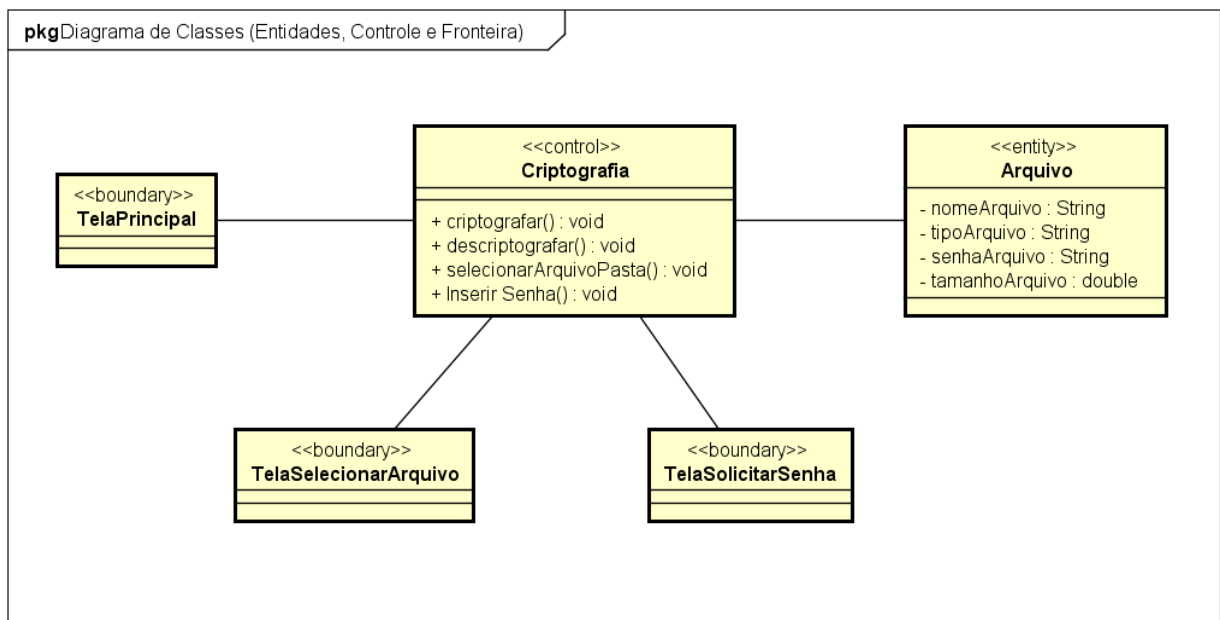 pkgDiagrama de Classes (Entidades, Controle e Fronteira)
<<boundary>>
TelaPrincipal
<<control>>
Criptografia
+ criptografar() : void
+ descriptografar() : void
+ selecionarArquivoPasta() : void
+ Inserir Senha() : void
<<entity>>
Arquivo
- nomeArquivo : String
- tipoArquivo : String
- senhaArquivo : String
- tamanhoArquivo : double
<<boundary>>
TelaSelecionarArquivo
<<boundary>>
TelaSolicitarSenha